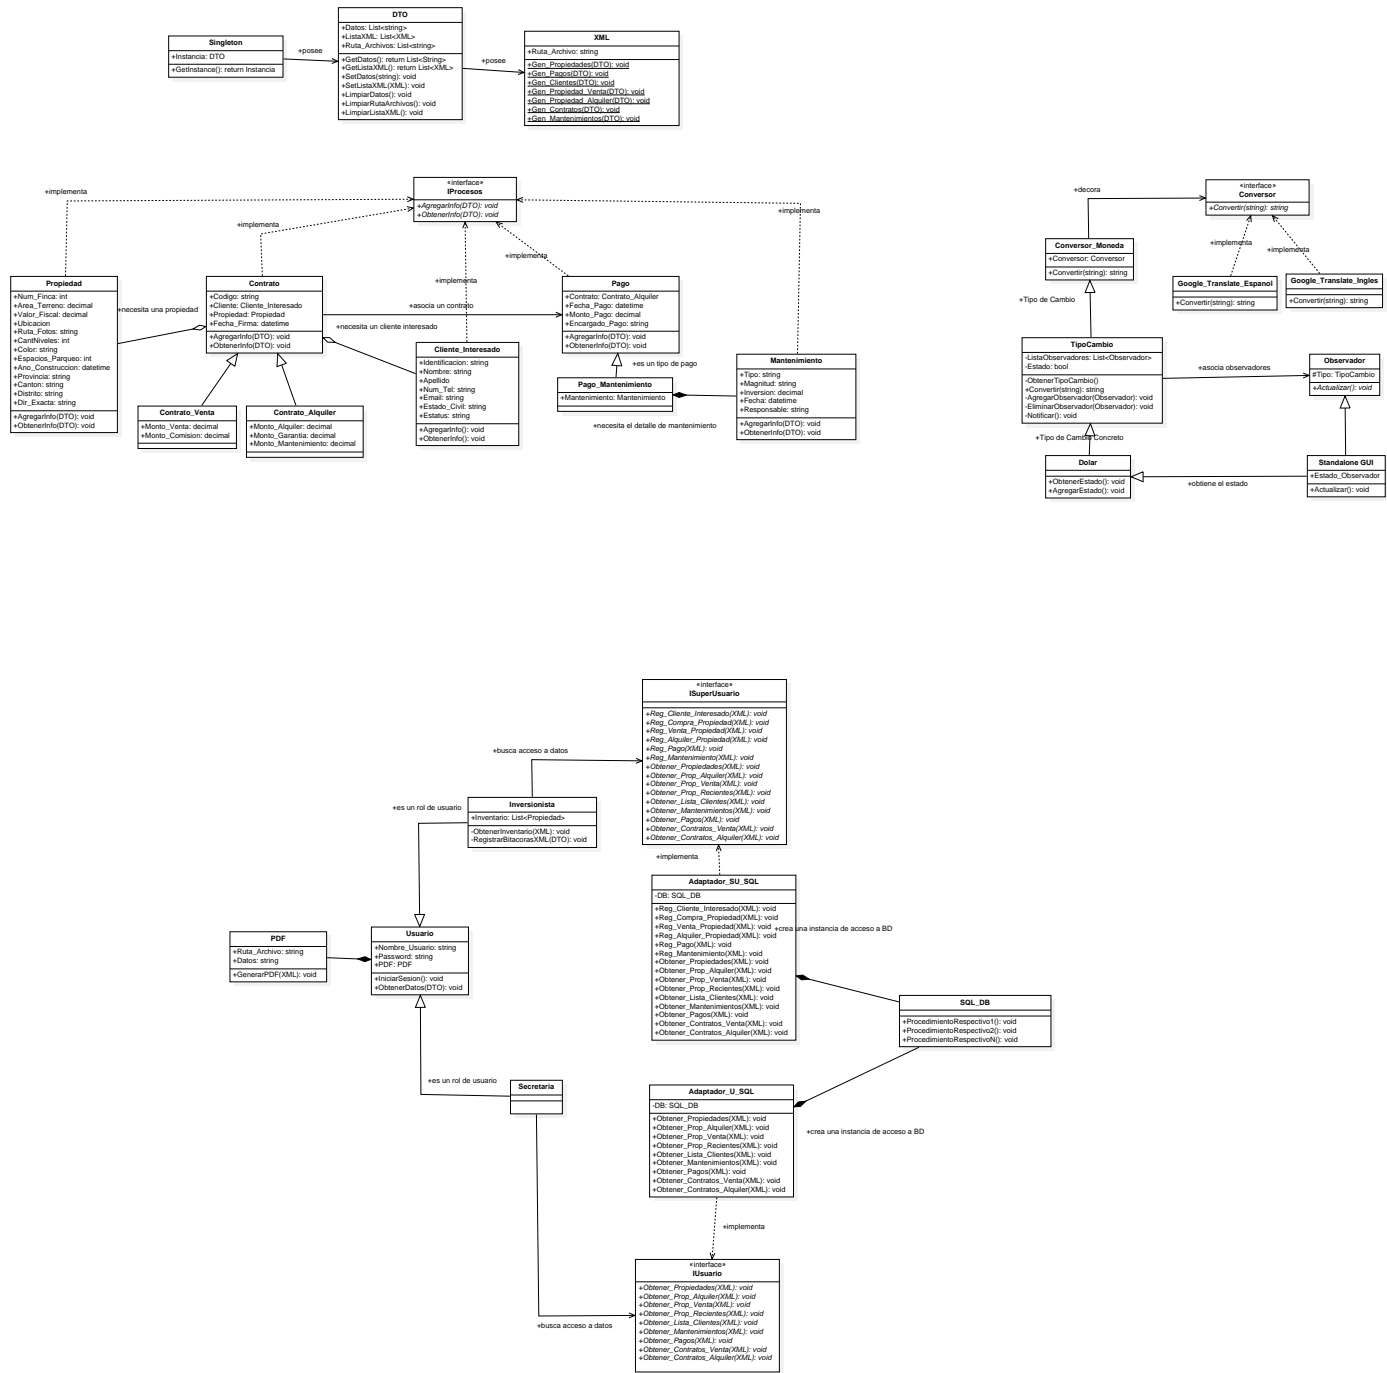 Singleton
+Instancia: DTO
+GetInstance(): return Instancia
+posee
DTO
+Datos: List<string>
+ListaXML: List<XML>
+Ruta_Archivos: List<string>
+GetDatos(): return List<String>
+GetListaXML(): return List<XML>
+SetDatos(string): void
+SetListaXML(XML): void
+LimpiarDatos(): void
+LimpiarRutaArchivos(): void
+LimpiarListaXML(): void
+posee
XML
+Ruta_Archivo: string
+Gen_Propiedades(DTO): void
+Gen_Pagos(DTO): void
+Gen_Clientes(DTO): void
+Gen_Propiedad_Venta(DTO): void
+Gen_Propiedad_Alquiler(DTO): void
+Gen_Contratos(DTO): void
+Gen_Mantenimientos(DTO): void
«interface»
IProcesos
+AgregarInfo(DTO): void
+ObtenerInfo(DTO): void
+implementa
+implementa
+implementa
+implementa
+implementa
Propiedad
+Num_Finca: int
+Area_Terreno: decimal
+Valor_Fiscal: decimal
+Ubicacion
+Ruta_Fotos: string
+CantNiveles: int
+Color: string
+Espacios_Parqueo: int
+Ano_Construccion: datetime
+Provincia: string
+Canton: string
+Distrito: string
+Dir_Exacta: string
+AgregarInfo(DTO): void
+ObtenerInfo(DTO): void
+necesita una propiedad
Contrato
+Codigo: string
+Cliente: Cliente_Interesado
+Propiedad: Propiedad
+Fecha_Firma: datetime
+AgregarInfo(DTO): void
+ObtenerInfo(DTO): void
+asocia un contrato
+necesita un cliente interesado
Contrato_Venta
+Monto_Venta: decimal
+Monto_Comision: decimal
Contrato_Alquiler
+Monto_Alquiler: decimal
+Monto_Garantia: decimal
+Monto_Mantenimiento: decimal
Cliente_Interesado
+Identificacion: string
+Nombre: string
+Apellido
+Num_Tel: string
+Email: string
+Estado_Civil: string
+Estatus: string
+AgregarInfo(): void
+ObtenerInfo(): void
Pago
+Contrato: Contrato_Alquiler
+Fecha_Pago: datetime
+Monto_Pago: decimal
+Encargado_Pago: string
+AgregarInfo(DTO): void
+ObtenerInfo(DTO): void
+es un tipo de pago
Pago_Mantenimiento
+Mantenimiento: Mantenimiento
+necesita el detalle de mantenimiento
Mantenimiento
+Tipo: string
+Magnitud: string
+Inversion: decimal
+Fecha: datetime
+Responsable: string
+AgregarInfo(DTO): void
+ObtenerInfo(DTO): void
+decora
«interface»
Conversor
+Convertir(string): string
+implementa
+implementa
Conversor_Moneda
+Conversor: Conversor
+Convertir(string): string
Google_Translate_Espanol
+Convertir(string): string
Google_Translate_Ingles
+Convertir(string): string
+Tipo de Cambio
TipoCambio
-ListaObservadores: List<Observador>
-Estado: bool
-ObtenerTipoCambio()
+Convertir(string): string
-AgregarObservador(Observador): void
-EliminarObservador(Observador): void
-Notificar(): void
+asocia observadores
Observador
#Tipo: TipoCambio
+Actualizar(): void
+Tipo de Cambio Concreto
Dolar
+ObtenerEstado(): void
+AgregarEstado(): void
+obtiene el estado
Standalone GUI
+Estado_Observador
+Actualizar(): void
«interface»
ISuperUsuario
+Reg_Cliente_Interesado(XML): void
+Reg_Compra_Propiedad(XML): void
+Reg_Venta_Propiedad(XML): void
+Reg_Alquiler_Propiedad(XML): void
+Reg_Pago(XML): void
+Reg_Mantenimiento(XML): void
+Obtener_Propiedades(XML): void
+Obtener_Prop_Alquiler(XML): void
+Obtener_Prop_Venta(XML): void
+Obtener_Prop_Recientes(XML): void
+Obtener_Lista_Clientes(XML): void
+Obtener_Mantenimientos(XML): void
+Obtener_Pagos(XML): void
+Obtener_Contratos_Venta(XML): void
+Obtener_Contratos_Alquiler(XML): void
+busca acceso a datos
+es un rol de usuario
Inversionista
+Inventario: List<Propiedad>
-ObtenerInventario(XML): void
-RegistrarBitacorasXML(DTO): void
+implementa
Adaptador_SU_SQL
-DB: SQL_DB
+Reg_Cliente_Interesado(XML): void
+Reg_Compra_Propiedad(XML): void
+Reg_Venta_Propiedad(XML): void
+Reg_Alquiler_Propiedad(XML): void
+Reg_Pago(XML): void
+Reg_Mantenimiento(XML): void
+Obtener_Propiedades(XML): void
+Obtener_Prop_Alquiler(XML): void
+Obtener_Prop_Venta(XML): void
+Obtener_Prop_Recientes(XML): void
+Obtener_Lista_Clientes(XML): void
+Obtener_Mantenimientos(XML): void
+Obtener_Pagos(XML): void
+Obtener_Contratos_Venta(XML): void
+Obtener_Contratos_Alquiler(XML): void
+crea una instancia de acceso a BD
PDF
+Ruta_Archivo: string
+Datos: string
+GenerarPDF(XML): void
Usuario
+Nombre_Usuario: string
+Password: string
+PDF: PDF
+IniciarSesion(): void
+ObtenerDatos(DTO): void
SQL_DB
+ProcedimientoRespectivo1(): void
+ProcedimientoRespectivo2(): void
+ProcedimientoRespectivoN(): void
+es un rol de usuario
Secretaria
Adaptador_U_SQL
-DB: SQL_DB
+Obtener_Propiedades(XML): void
+Obtener_Prop_Alquiler(XML): void
+Obtener_Prop_Venta(XML): void
+Obtener_Prop_Recientes(XML): void
+Obtener_Lista_Clientes(XML): void
+Obtener_Mantenimientos(XML): void
+Obtener_Pagos(XML): void
+Obtener_Contratos_Venta(XML): void
+Obtener_Contratos_Alquiler(XML): void
+crea una instancia de acceso a BD
+implementa
«interface»
IUsuario
+Obtener_Propiedades(XML): void
+Obtener_Prop_Alquiler(XML): void
+Obtener_Prop_Venta(XML): void
+Obtener_Prop_Recientes(XML): void
+Obtener_Lista_Clientes(XML): void
+Obtener_Mantenimientos(XML): void
+Obtener_Pagos(XML): void
+Obtener_Contratos_Venta(XML): void
+Obtener_Contratos_Alquiler(XML): void
+busca acceso a datos